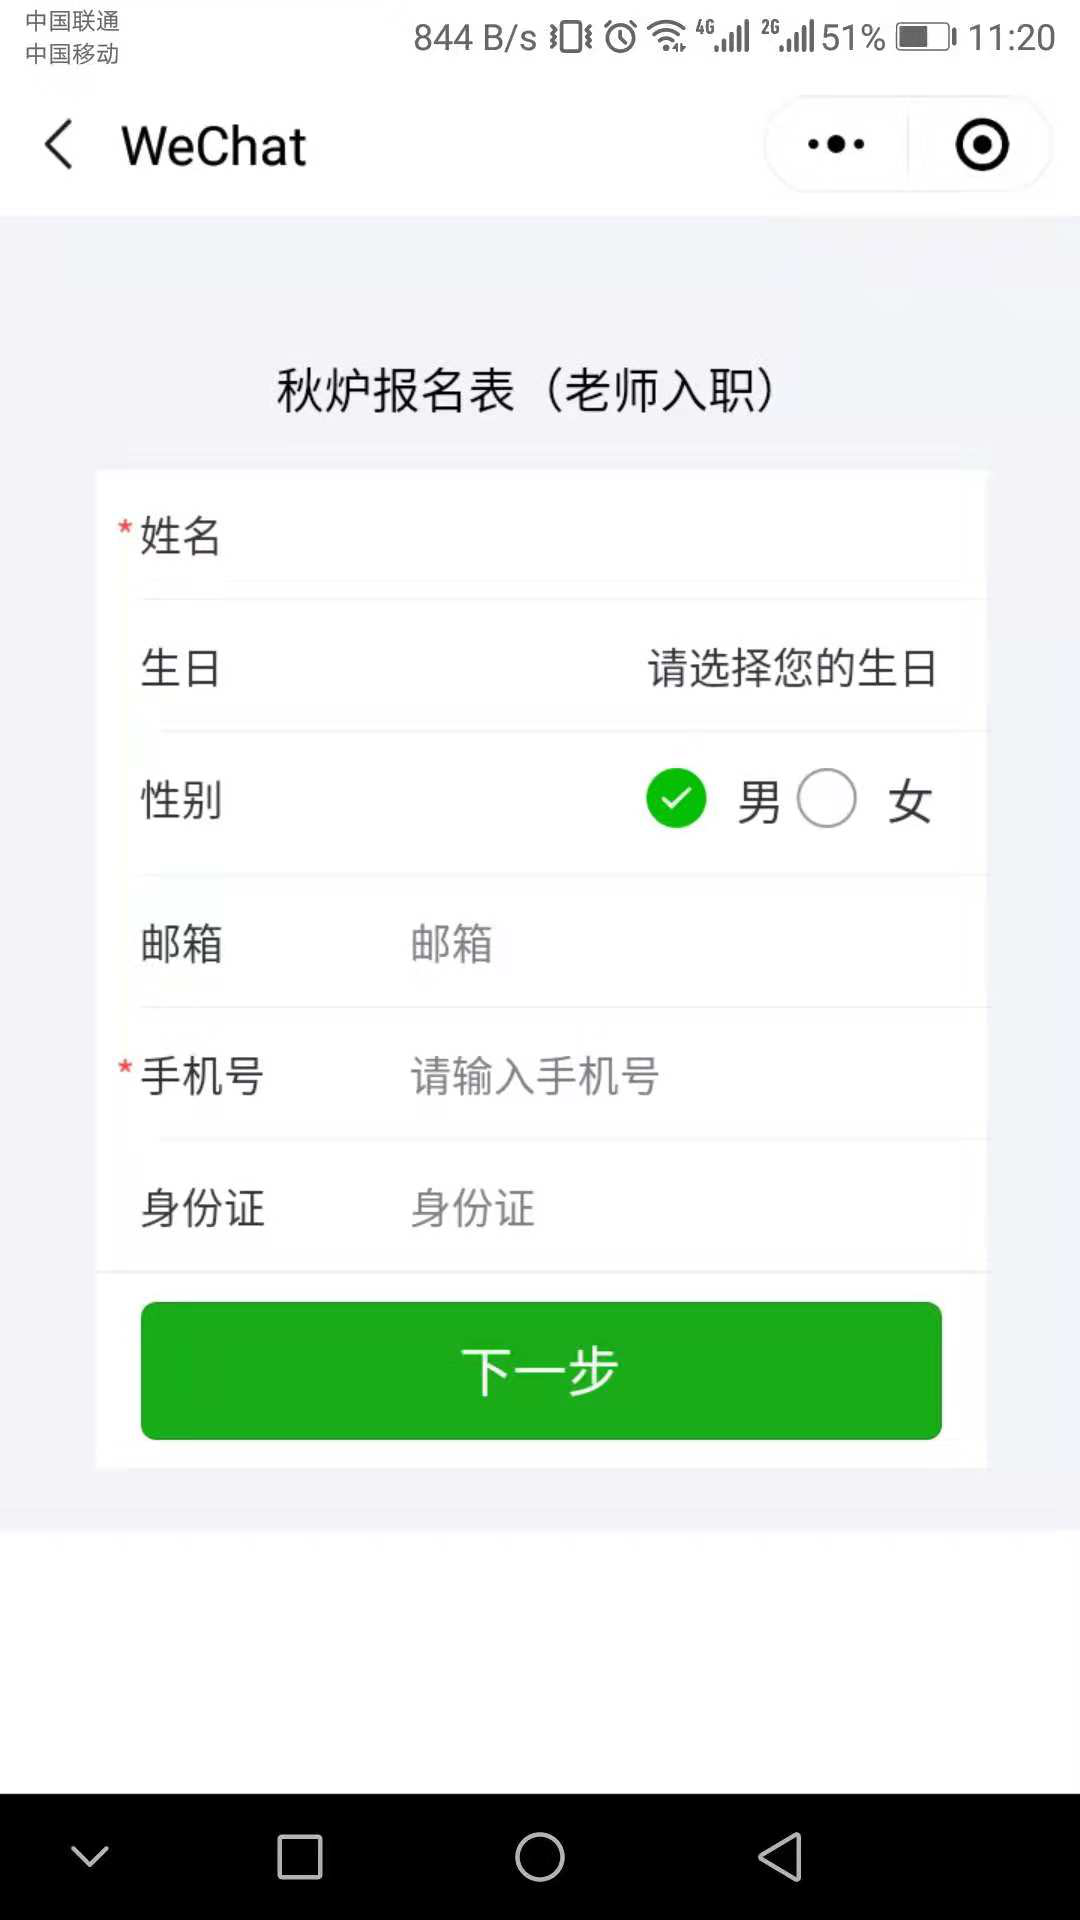 中国联通
中国移动
844 B/s 4G 2G 51% 11:20
WeChat
秋炉报名表（老师入职）
*姓名
生日 请选择您的生日
性别 男 女
邮箱 邮箱
*手机号 请输入手机号
身份证 身份证
下一步